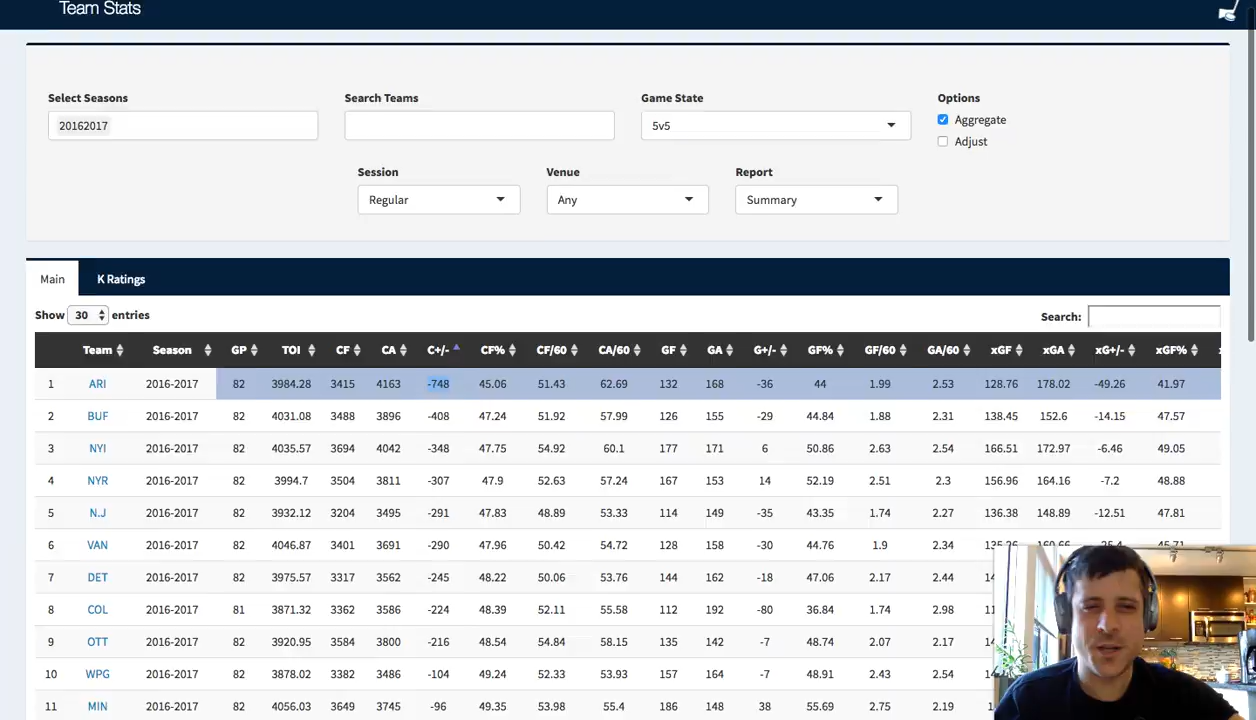 Team Stats
Select Seasons Search Teams Game State Options
20162017 5v5 Aggregate
Adjust
Session Venue Report
Regular Any Summary
Main K Ratings
Show 30 entries Search:
Team Season GP TOI CF CA C+/- CF% CF/60 CA/60 GF GA G+/- GF% GF/60 GA/60 xGF xGA xG+/- xGF%
1 ARI 2016-2017 82 3984.28 3415 4163 -748 45.06 51.43 62.69 132 168 -36 44 1.99 2.53 128.76 178.02 -49.26 41.97
2 BUF 2016-2017 82 4031.08 3488 3896 -408 47.24 51.92 57.99 126 155 -29 44.84 1.88 2.31 138.45 152.6 -14.15 47.57
3 NYI 2016-2017 82 4035.57 3694 4042 -348 47.75 54.92 60.1 177 171 6 50.86 2.63 2.54 166.51 172.97 -6.46 49.05
4 NYR 2016-2017 82 3994.7 3504 3811 -307 47.9 52.63 57.24 167 153 14 52.19 2.51 2.3 156.96 164.16 -7.2 48.88
5 N.J 2016-2017 82 3932.12 3204 3495 -291 47.83 48.89 53.33 114 149 -35 43.35 1.74 2.27 136.38 148.89 -12.51 47.81
6 VAN 2016-2017 82 4046.87 3401 3691 -290 47.96 50.42 54.72 128 158 -30 44.76 1.9 2.34
7 DET 2016-2017 82 3975.57 3317 3562 -245 48.22 50.06 53.76 144 162 -18 47.06 2.17 2.44
8 COL 2016-2017 81 3871.32 3362 3586 -224 48.39 52.11 55.58 112 192 -80 36.84 1.74 2.98
9 OTT 2016-2017 82 3920.95 3584 3800 -216 48.54 54.84 58.15 135 142 -7 48.74 2.07 2.17
10 WPG 2016-2017 82 3878.02 3382 3486 -104 49.24 52.33 53.93 157 164 -7 48.91 2.43 2.54
11 MIN 2016-2017 82 4056.03 3649 3745 -96 49.35 53.98 55.4 186 148 38 55.69 2.75 2.19